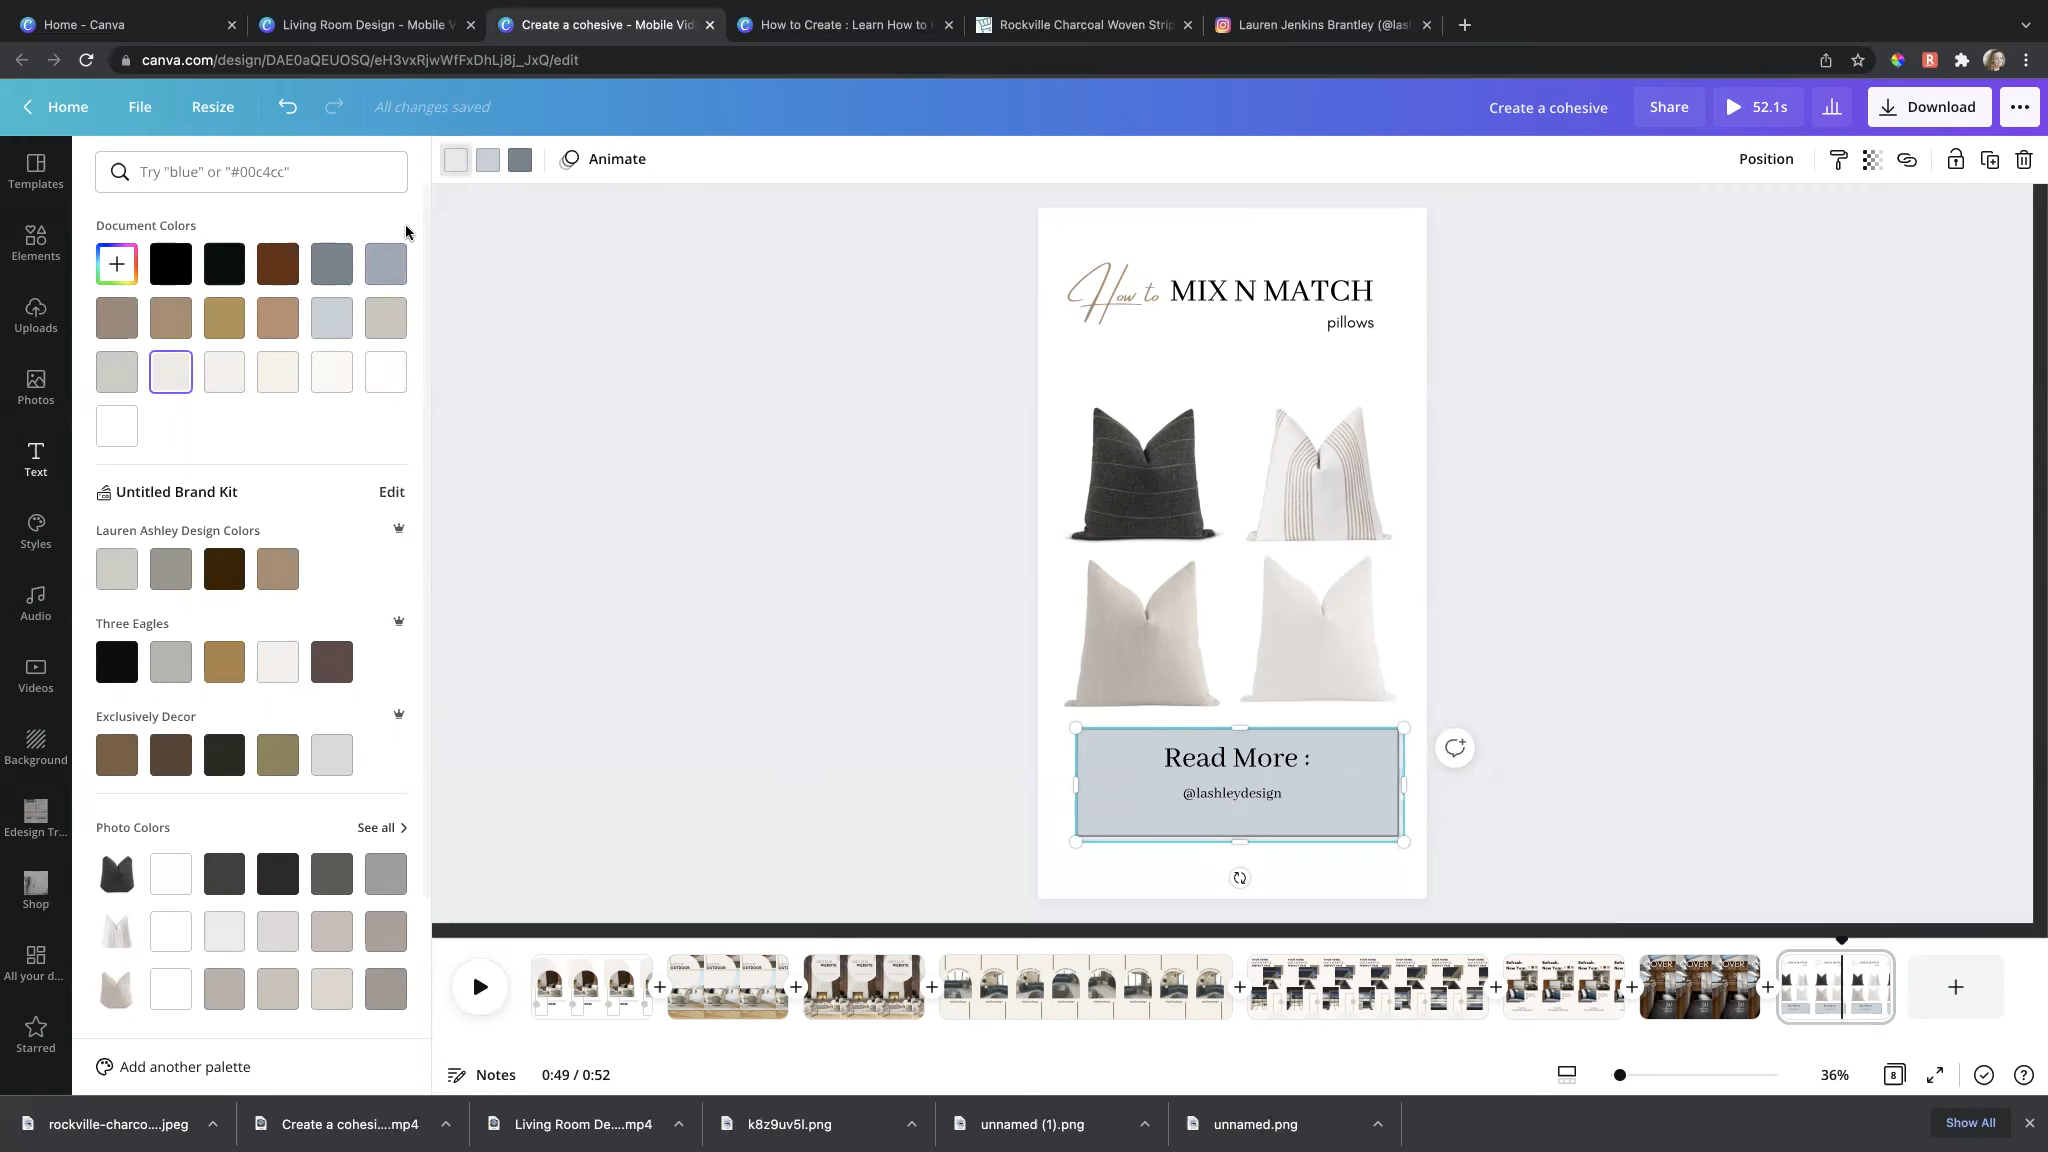 Home - Canva
Living Room Design - Mobile V
Create a cohesive - Mobile Vid
How to Create : Learn How to
Rockville Charcoal Woven Strip
Lauren Jenkins Brantley (@las
canva.com/design/DAE0aQEUOSQ/eH3vxRjwWfFxDhLj8j_JxQ/edit
Home
File
Resize
All changes saved
Create a cohesive
Share
52.1s
Download
Templates
Elements
Uploads
Photos
Text
Styles
Audio
Videos
Background
Edesign Tr...
Shop
All your d...
Starred
Try "blue" or "#00c4cc"
Document Colors
Untitled Brand Kit
Edit
Lauren Ashley Design Colors
Three Eagles
Exclusively Decor
Photo Colors
See all
Add another palette
Animate
Position
How to MIX N MATCH
pillows
Read More :
@lashleydesign
Notes
0:49 / 0:52
36%
8
rockville-charco....jpeg
Create a cohesi....mp4
Living Room De....mp4
k8z9uv5l.png
unnamed (1).png
unnamed.png
Show All